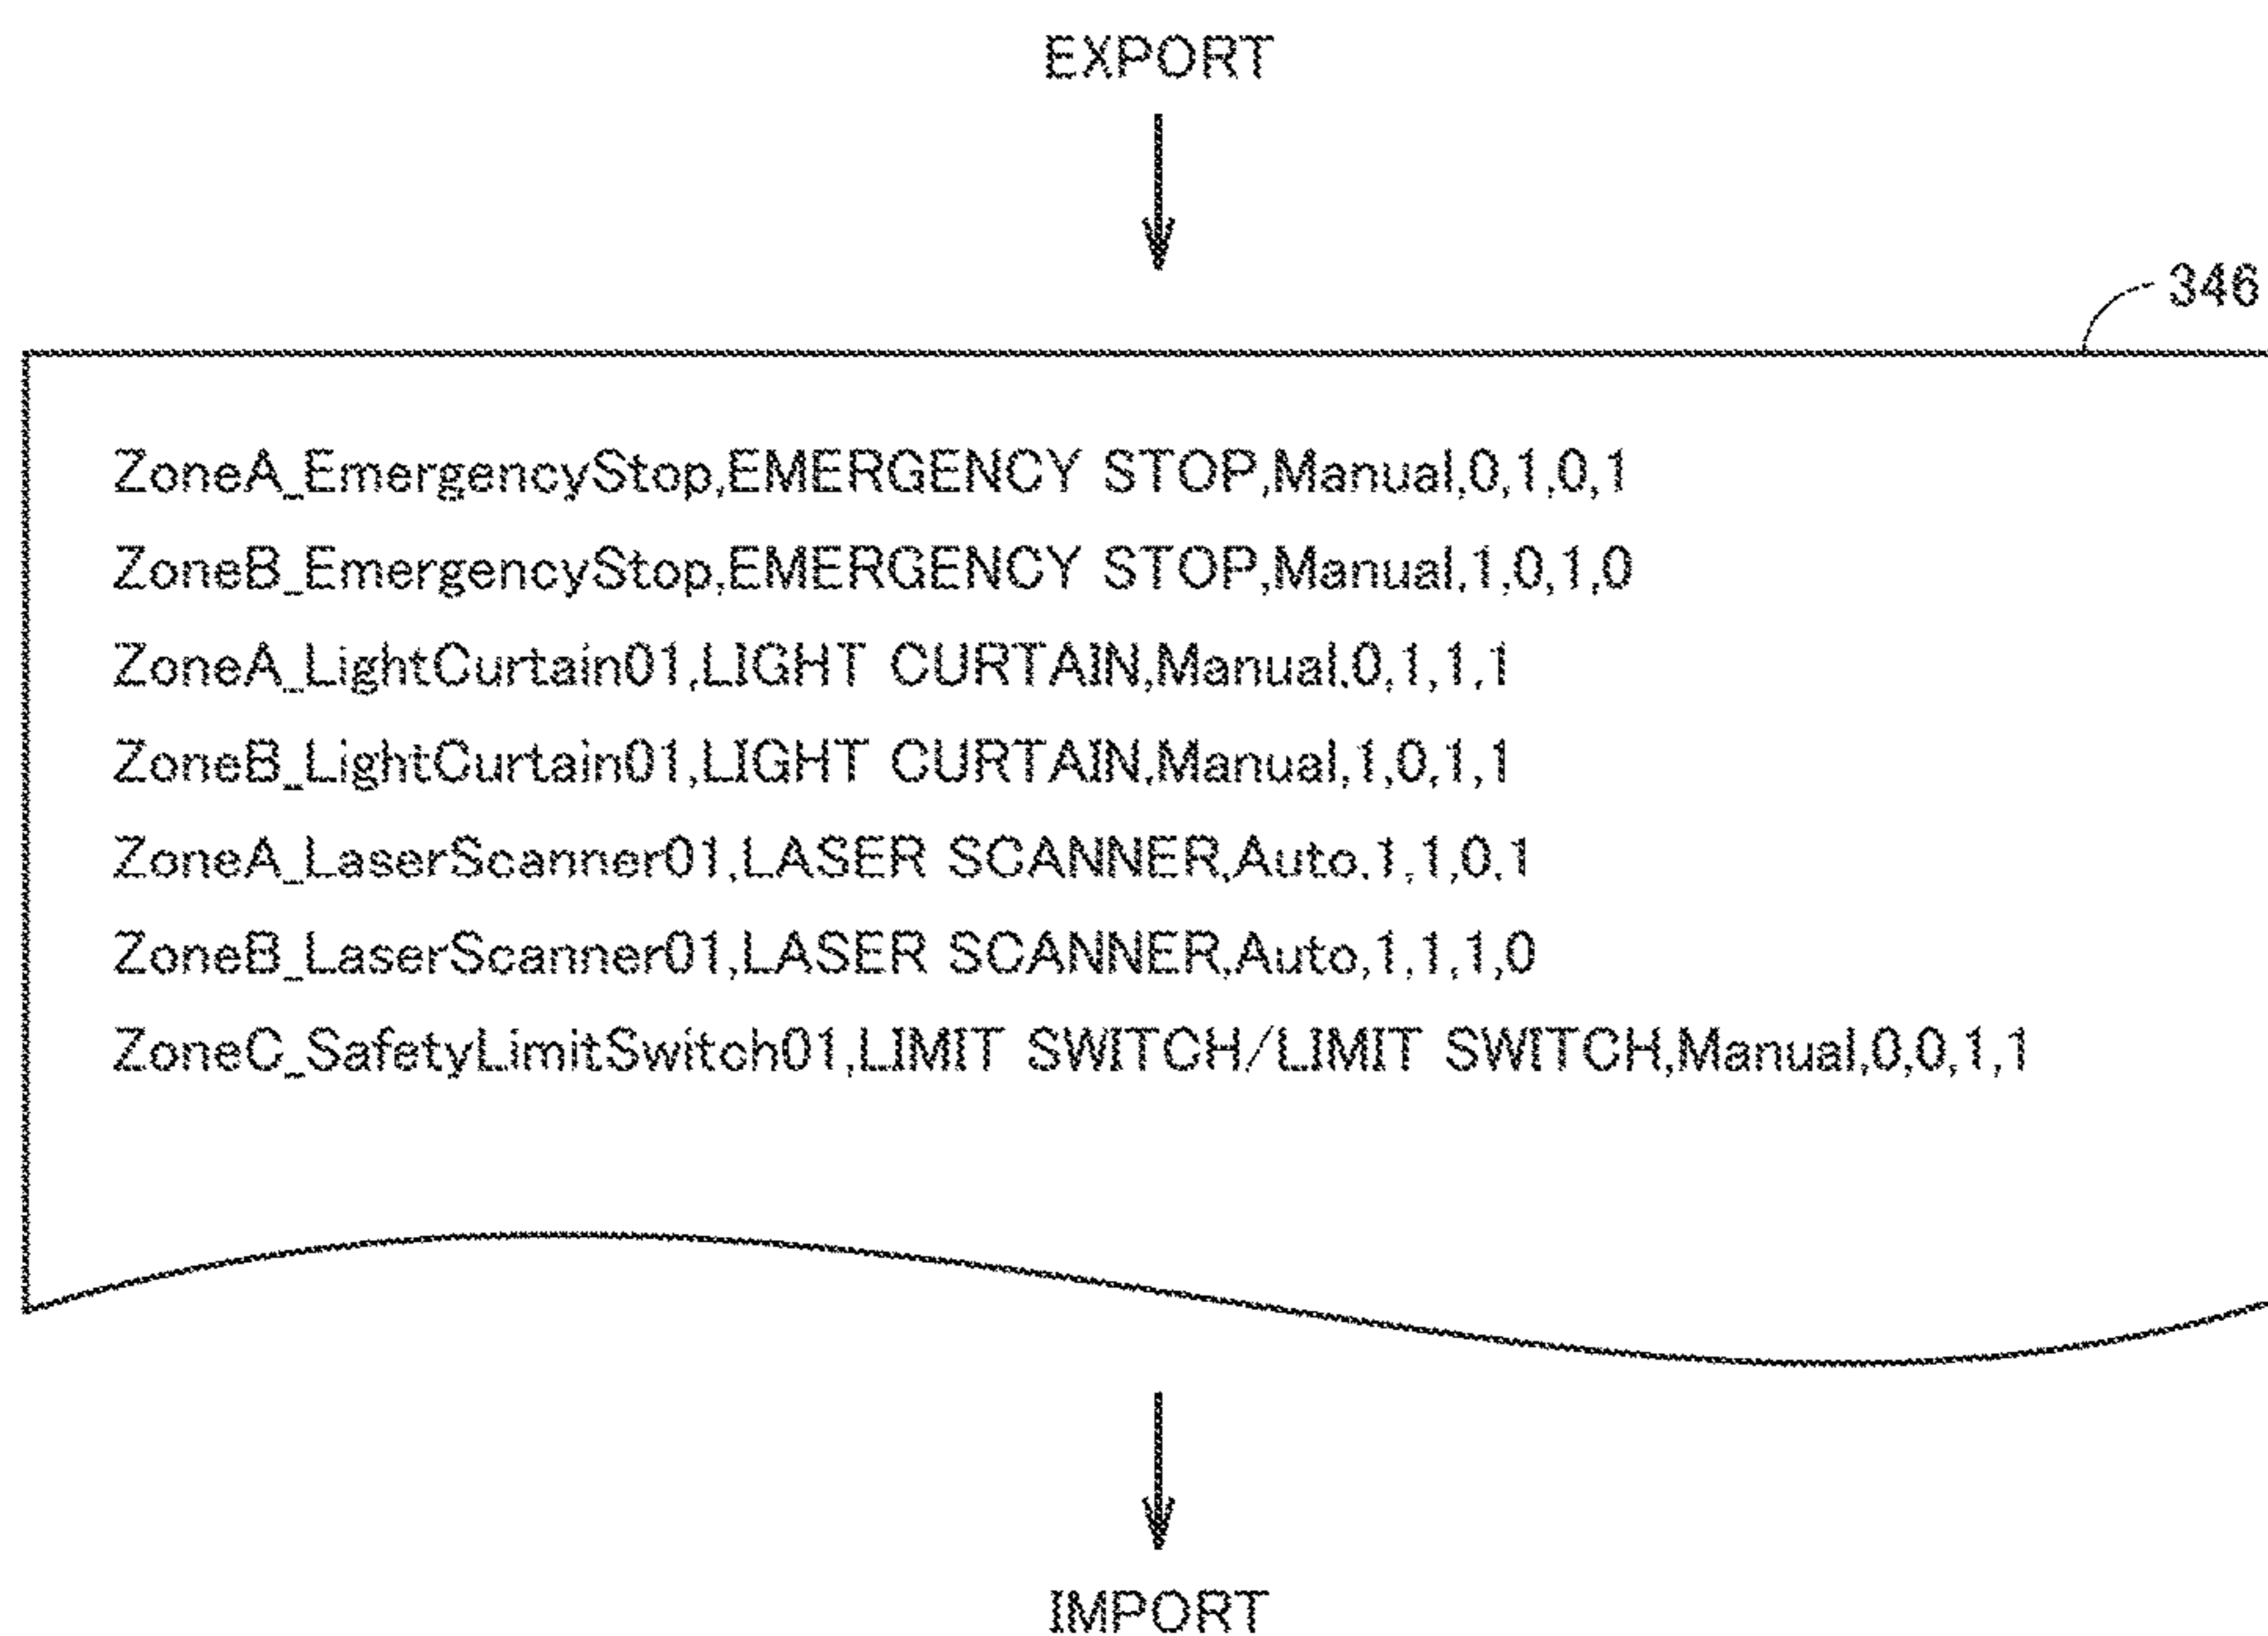 EXPORT
346
ZoneA_EmergencyStop,EMERGENCY STOP,Manual,0,1,0,1
ZoneB_EmergencyStop,EMERGENCY STOP,Manual,1,0,1,0
ZoneA_LightCurtain01,LIGHT CURTAIN,Manual,0,1,1,1
ZoneB_LightCurtain01,LIGHT CURTAIN,Manual,1,0,1,1
ZoneA_LaserScanner01,LASER SCANNER,Auto,1,1,0,1
ZoneB_LaserScanner01,LASER SCANNER,Auto,1,1,1,0
ZoneC_SafetyLimitSwitch01,LIMIT SWITCH/LIMIT SWITCH,Manual,0,0,1,1
IMPORT